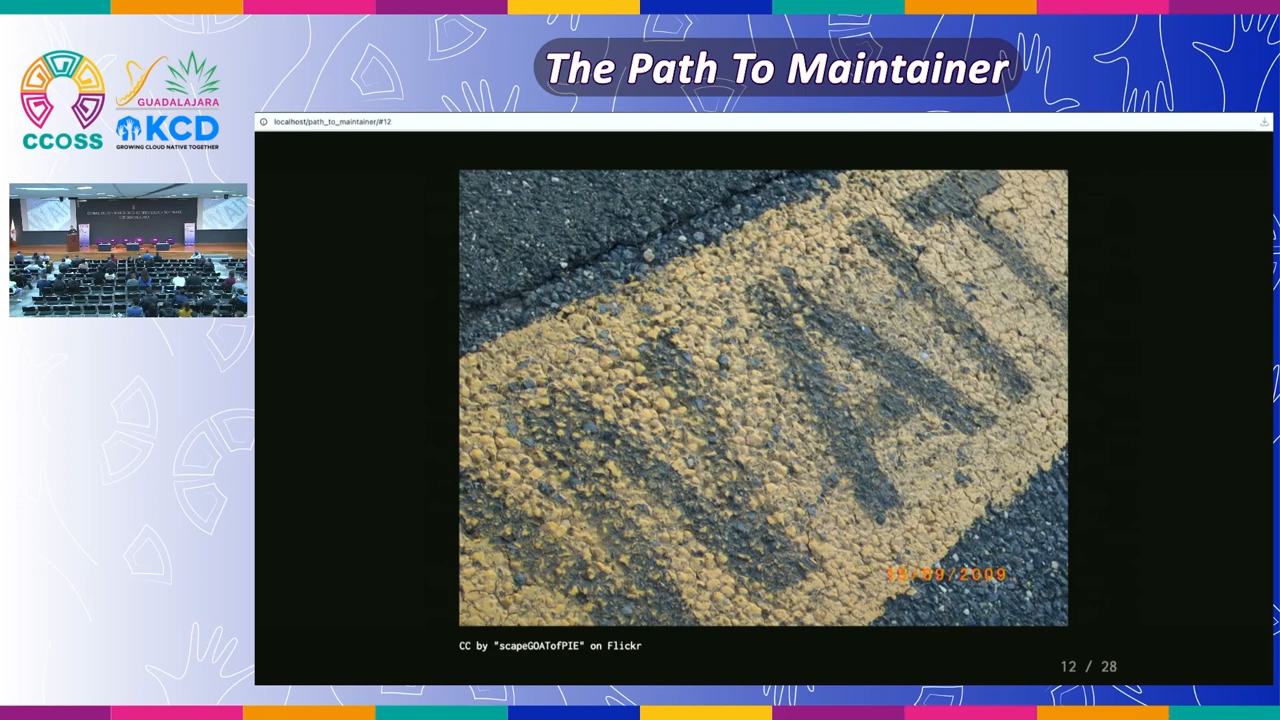 The Path To Maintainer
CCOSS
GUADALAJARA
KCD
GROWING CLOUD NATIVE TOGETHER
localhost/path_to_maintainer/#12
WAIT
CC by "scapeGOATofPIE" on Flickr
12 / 28